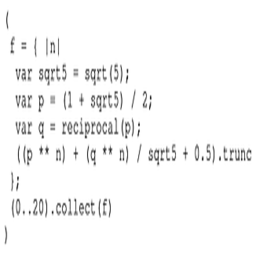 (
f = { |n|
var sqrt5 = sqrt(5);
var p = (1 + sqrt5) / 2;
var q = reciprocal(p);
((p ** n) + (q ** n) / sqrt5 + 0.5).trunc
};
(0..20).collect(f)
)